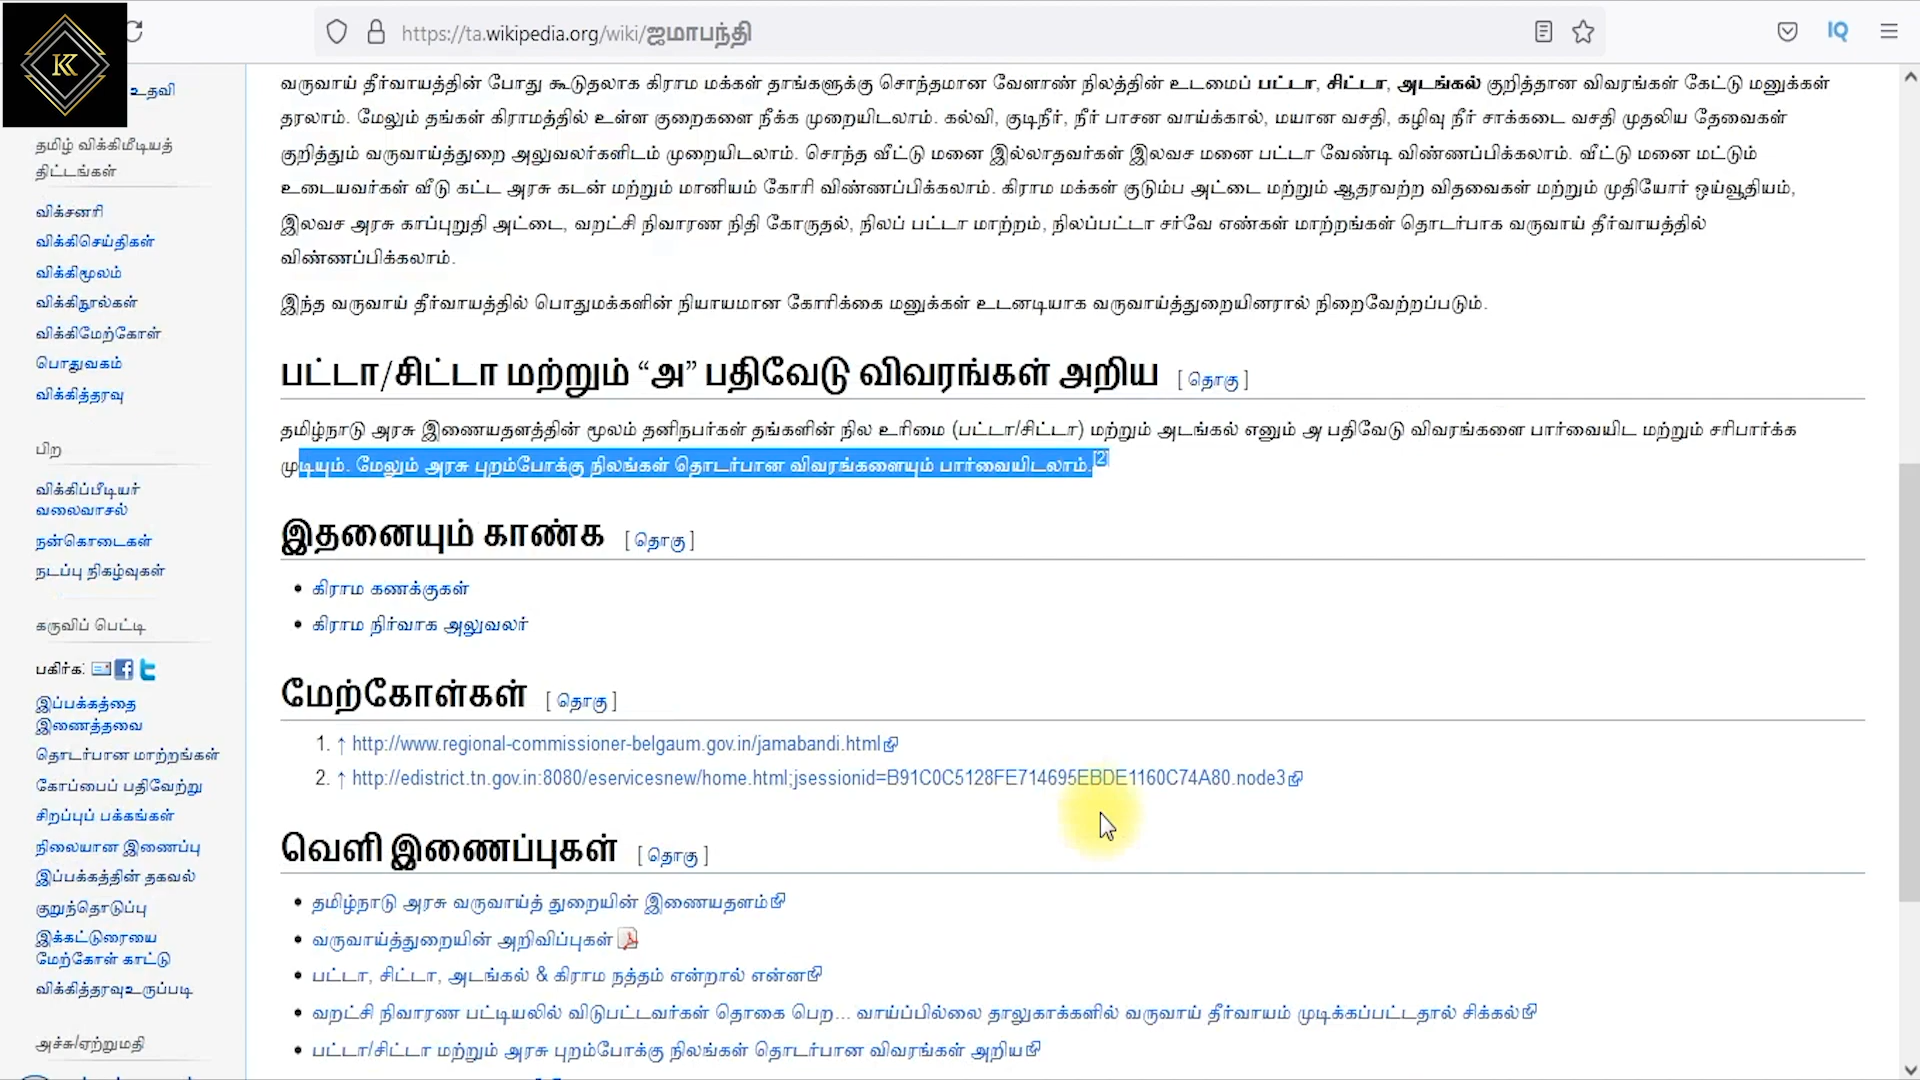 K
https://ta.wikipedia.org/wiki/ஜமாபந்தி
IQ
உதவி
தமிழ் விக்கிமீடியத்
திட்டங்கள்
விக்சனரி
விக்கிசெய்திகள்
விக்கிமூலம்
விக்கிநூல்கள்
விக்கிமேற்கோள்
பொதுவகம்
விக்கித்தரவு
பிற
விக்கிப்பீடியர்
வலைவாசல்
நன்கொடைகள்
நடப்பு நிகழ்வுகள்
கருவிப் பெட்டி
பகிர்க:
இப்பக்கத்தை
இணைத்தவை
தொடர்பான மாற்றங்கள்
கோப்பைப் பதிவேற்று
சிறப்புப் பக்கங்கள்
நிலையான இணைப்பு
இப்பக்கத்தின் தகவல்
குறுந்தொடுப்பு
இக்கட்டுரையை
மேற்கோள் காட்டு
விக்கித்தரவுஉருப்படி
அச்சு/ஏற்றுமதி
வருவாய் தீர்வாயத்தின் போது கூடுதலாக கிராம மக்கள் தாங்களுக்கு சொந்தமான வேளாண் நிலத்தின் உடமைப் பட்டா, சிட்டா, அடங்கல் குறித்தான விவரங்கள் கேட்டு மனுக்கள்
தரலாம். மேலும் தங்கள் கிராமத்தில் உள்ள குறைகளை நீக்க முறையிடலாம். கல்வி, குடிநீர், நீர் பாசன வாய்க்கால், மயான வசதி, கழிவு நீர் சாக்கடை வசதி முதலிய தேவைகள்
குறித்தும் வருவாய்த்துறை அலுவலர்களிடம் முறையிடலாம். சொந்த வீட்டு மனை இல்லாதவர்கள் இலவச மனை பட்டா வேண்டி விண்ணப்பிக்கலாம். வீட்டு மனை மட்டும்
உடையவர்கள் வீடு கட்ட அரசு கடன் மற்றும் மானியம் கோரி விண்ணப்பிக்கலாம். கிராம மக்கள் குடும்ப அட்டை மற்றும் ஆதரவற்ற விதவைகள் மற்றும் முதியோர் ஒய்வூதியம்,
இலவச அரசு காப்புறுதி அட்டை, வறட்சி நிவாரண நிதி கோருதல், நிலப் பட்டா மாற்றம், நிலப்பட்டா சர்வே எண்கள் மாற்றங்கள் தொடர்பாக வருவாய் தீர்வாயத்தில்
விண்ணப்பிக்கலாம்.
இந்த வருவாய் தீர்வாயத்தில் பொதுமக்களின் நியாயமான கோரிக்கை மனுக்கள் உடனடியாக வருவாய்த்துறையினரால் நிறைவேற்றப்படும்.
பட்டா/சிட்டா மற்றும் “அ” பதிவேடு விவரங்கள் அறிய [ தொகு ]
தமிழ்நாடு அரசு இணையதளத்தின் மூலம் தனிநபர்கள் தங்களின் நில உரிமை (பட்டா/சிட்டா) மற்றும் அடங்கல் எனும் அ பதிவேடு விவரங்களை பார்வையிட மற்றும் சரிபார்க்க
முடியும். மேலும் அரசு புறம்போக்கு நிலங்கள் தொடர்பான விவரங்களையும் பார்வையிடலாம்.[2]
இதனையும் காண்க [ தொகு ]
• கிராம கணக்குகள்
• கிராம நிர்வாக அலுவலர்
மேற்கோள்கள் [ தொகு ]
1. ↑ http://www.regional-commissioner-belgaum.gov.in/jamabandi.html
2. ↑ http://edistrict.tn.gov.in:8080/eservicesnew/home.html;jsessionid=B91C0C5128FE714695EBDE1160C74A80.node3
வெளி இணைப்புகள் [ தொகு ]
• தமிழ்நாடு அரசு வருவாய்த் துறையின் இணையதளம்
• வருவாய்த்துறையின் அறிவிப்புகள்
• பட்டா, சிட்டா, அடங்கல் & கிராம நத்தம் என்றால் என்ன
• வறட்சி நிவாரண பட்டியலில் விடுபட்டவர்கள் தொகை பெற... வாய்ப்பில்லை தாலுகாக்களில் வருவாய் தீர்வாயம் முடிக்கப்பட்டதால் சிக்கல்
• பட்டா/சிட்டா மற்றும் அரசு புறம்போக்கு நிலங்கள் தொடர்பான விவரங்கள் அறிய